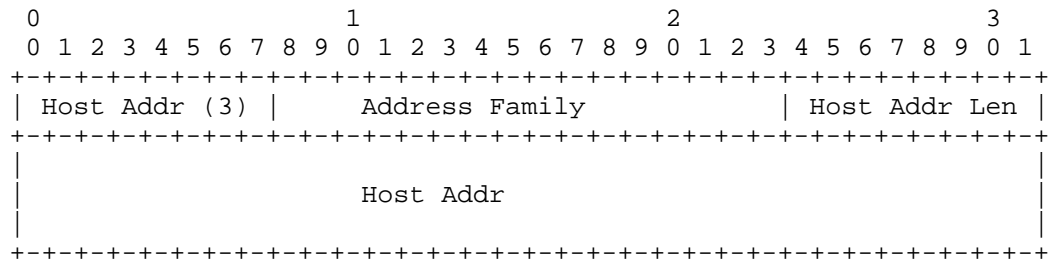 0                   1                   2                   3
 0 1 2 3 4 5 6 7 8 9 0 1 2 3 4 5 6 7 8 9 0 1 2 3 4 5 6 7 8 9 0 1
+-+-+-+-+-+-+-+-+-+-+-+-+-+-+-+-+-+-+-+-+-+-+-+-+-+-+-+-+-+-+-+-+
| Host Addr (3) |     Address Family            | Host Addr Len |
+-+-+-+-+-+-+-+-+-+-+-+-+-+-+-+-+-+-+-+-+-+-+-+-+-+-+-+-+-+-+-+-+
|                                                               |
|                     Host Addr                                 |
|                                                               |
+-+-+-+-+-+-+-+-+-+-+-+-+-+-+-+-+-+-+-+-+-+-+-+-+-+-+-+-+-+-+-+-+